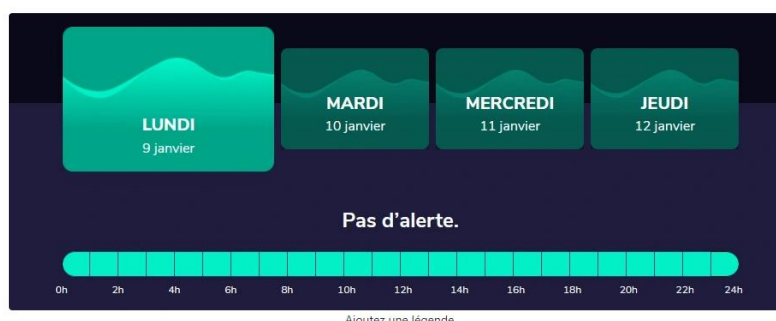 LUNDI
9 janvier
MARDI
10 janvier
MERCREDI
11 janvier
JEUDI
12 janvier
Pas d'alerte.
0h 2h 4h 6h 8h 10h 12h 14h 16h 18h 20h 22h 24h
Ajoutez une légende